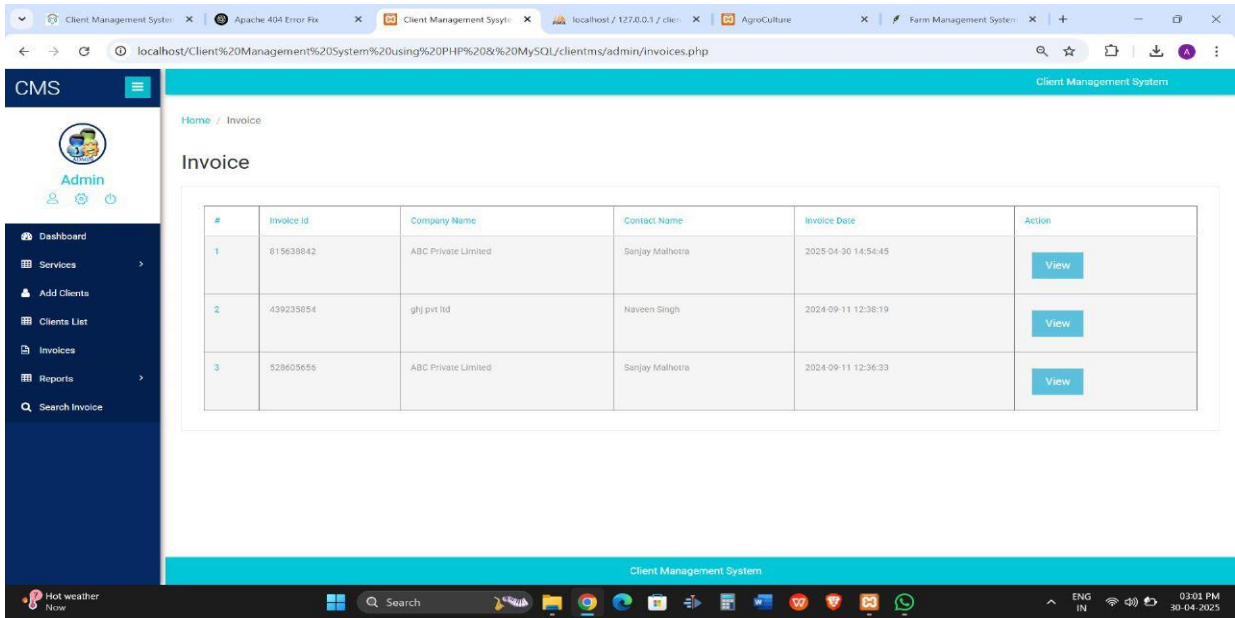 Client Management Syster
Apache 404 Error Fix
Client Management Sysyte
localhost / 127.0.0.1 / clien
AgroCulture
Farm Management System
localhost/Client%20Management%20System%20using%20PHP%20&%20MySQL/clientms/admin/invoices.php
A
CMS
Client Management System
Home / Invoice
ADMIN
Invoice
Admin
# Invoice Id Company Name Contact Name Invoice Date Action
1 815638842 ABC Private Limited Sanjay Malhotra 2025-04-30 14:54:45 View
2 439235854 ghj pvt ltd Naveen Singh 2024-09-11 12:38:19 View
3 528605656 ABC Private Limited Sanjay Malhotra 2024-09-11 12:36:33 View
Dashboard
Services
Add Clients
Clients List
Invoices
Reports
Search Invoice
Client Management System
Hot weather
Now
Search
ENG
IN
03:01 PM
30-04-2025